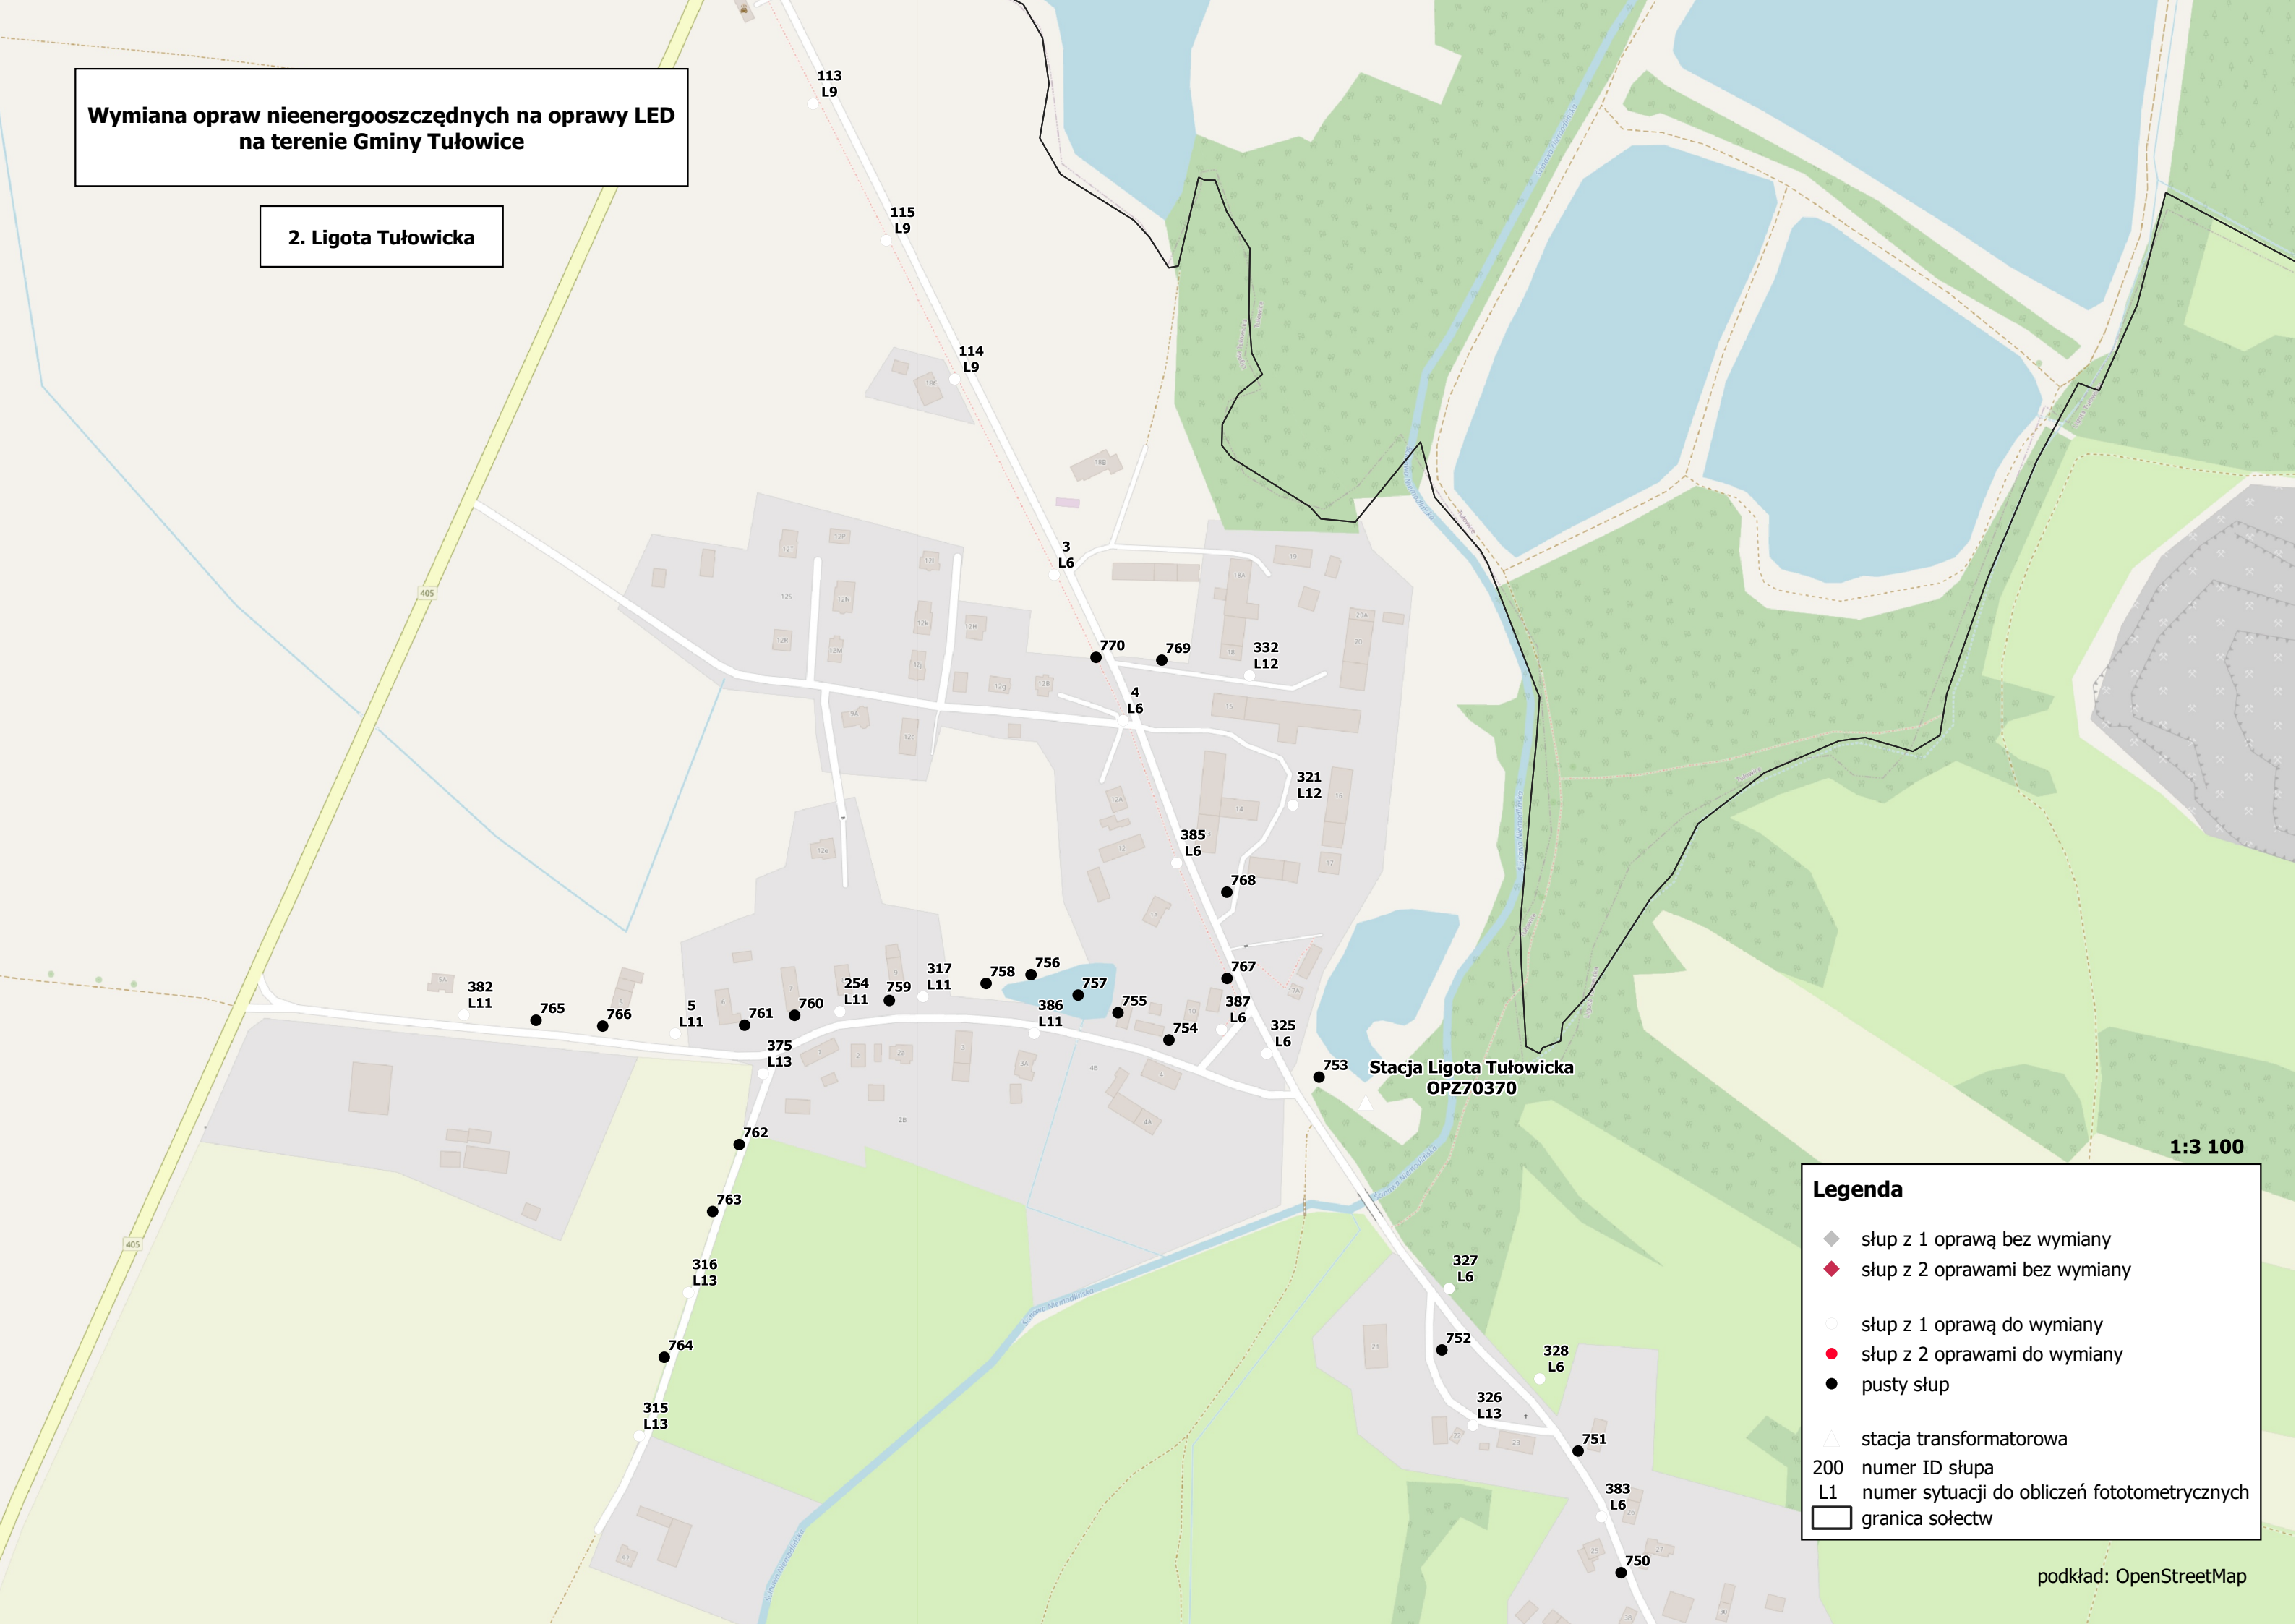 Wymiana opraw nieenergooszczędnych na oprawy LED
na terenie Gminy Tułowice
2. Ligota Tułowicka
113
L9
115
L9
114
L9
18B
3
L6
405
770
769
332
L12
4
L6
321
L12
385
L6
768
382
L11
765
766
5
L11
761
760
254
L11
759
317
L11
758
756
757
386
L11
755
754
767
387
L6
325
L6
753
375
L13
Stacja Ligota Tułowicka
OPZ70370
762
763
405
316
L13
764
315
L13
327
L6
752
328
L6
326
L13
751
383
L6
750
1:3 100
Legenda
słup z 1 oprawą bez wymiany
słup z 2 oprawami bez wymiany
słup z 1 oprawą do wymiany
słup z 2 oprawami do wymiany
pusty słup
stacja transformatorowa
200 numer ID słupa
L1 numer sytuacji do obliczeń fototometrycznych
granica sołectw
podkład: OpenStreetMap